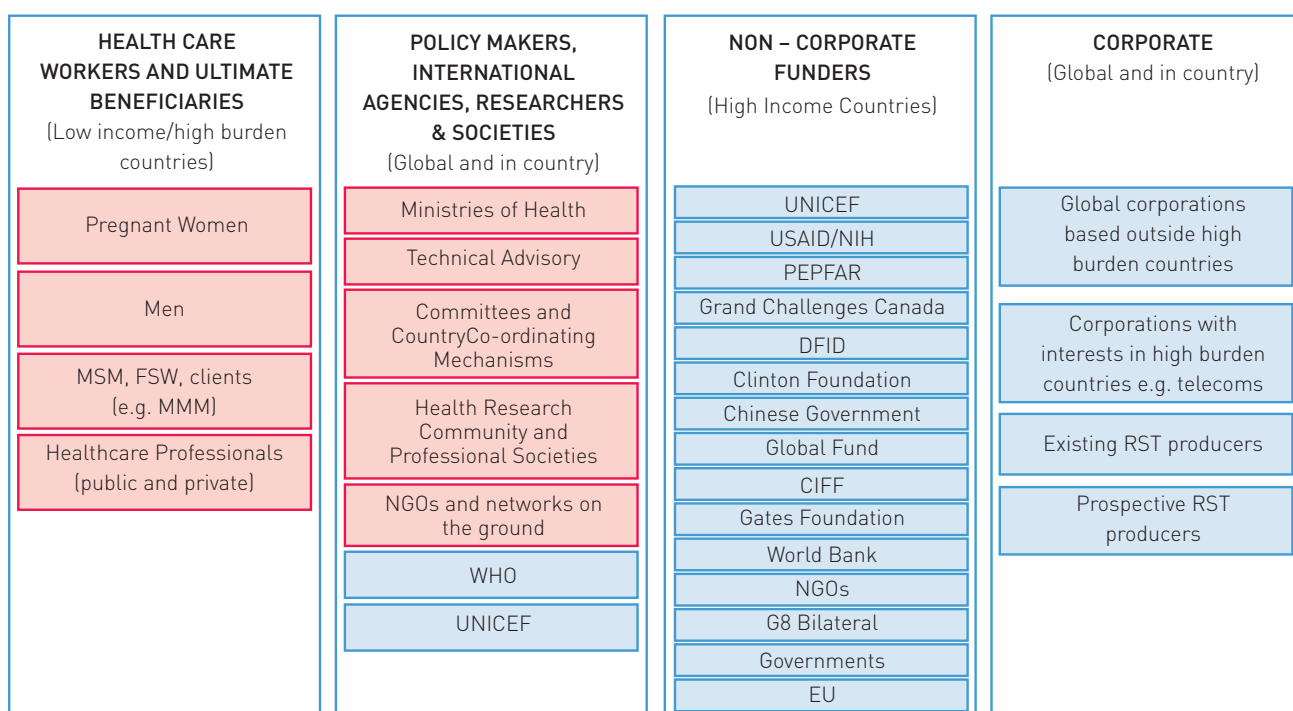 HEALTH CARE
WORKERS AND ULTIMATE
BENEFICIARIES
(Low income/high burden
countries)
Pregnant Women
Men
MSM, FSW, clients
(e.g. MMM)
Healthcare Professionals
(public and private)
POLICY MAKERS,
INTERNATIONAL
AGENCIES, RESEARCHERS
& SOCIETIES
(Global and in country)
Ministries of Health
Technical Advisory
Committees and
CountryCo-ordinating
Mechanisms
Health Research
Community and
Professional Societies
NGOs and networks on
the ground
WHO
UNICEF
NON – CORPORATE
FUNDERS
(High Income Countries)
UNICEF
USAID/NIH
PEPFAR
Grand Challenges Canada
DFID
Clinton Foundation
Chinese Government
Global Fund
CIFF
Gates Foundation
World Bank
NGOs
G8 Bilateral
Governments
EU
CORPORATE
(Global and in country)
Global corporations
based outside high
burden countries
Corporations with
interests in high burden
countries e.g. telecoms
Existing RST producers
Prospective RST
producers